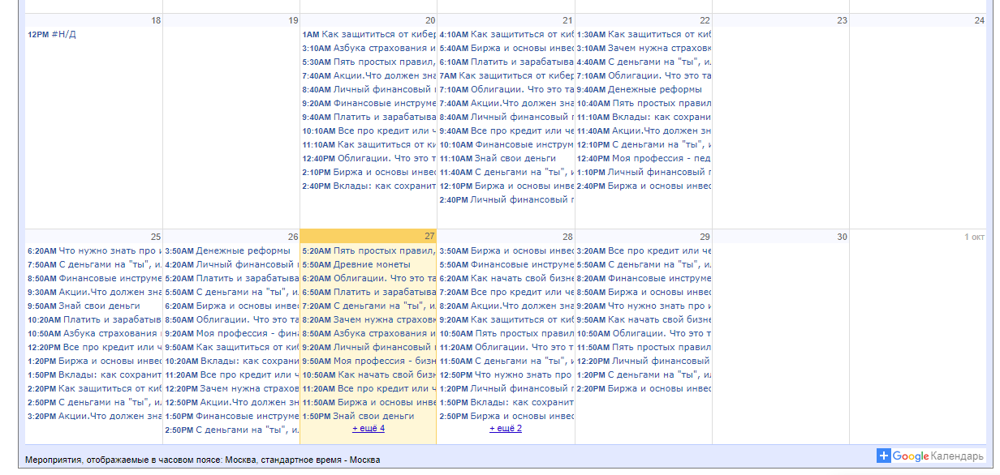 18
12PM #Н/Д
19
20
1AM Как защититься от кибер
3:10AM Азбука страхования и
5:30AM Пять простых правил,
7:40AM Акции.Что должен зна
8:40AM Личный финансовый п
9:20AM Финансовые инструме
9:40AM Платить и зарабатыва
10:10AM Все про кредит или ч
11:10AM Как защититься от ки
12:40PM Облигации. Что это т
2:10PM Биржа и основы инвес
2:40PM Вклады: как сохранит
21
4:10AM Как защититься от киб
5:40AM Биржа и основы инвес
6:10AM Платить и зарабатыва
7AM Как защититься от кибер
7:10AM Облигации. Что это та
7:40AM Акции.Что должен зна
8:40AM Личный финансовый п
9:40AM Все про кредит или че
10:10AM Финансовые инструм
11:10AM Знай свои деньги
11:40AM С деньгами на "ты", и
12:10PM Биржа и основы инве
2:40PM Личный финансовый п
22
1:30AM Как защититься от киб
3:10AM Зачем нужна страховк
4:40AM С деньгами на "ты", ил
7:10AM Облигации. Что это та
9:40AM Денежные реформы
10:40AM Пять простых правил
11:10AM Вклады: как сохрани
11:40AM Акции.Что должен зн
12:10PM С деньгами на "ты", и
12:40PM Моя профессия - пед
1:10PM Личный финансовый п
2:40PM Биржа и основы инвес
23
24
25
6:20AM Что нужно знать про и
7:50AM С деньгами на "ты", ил
8:50AM Финансовые инструме
9:30AM Акции.Что должен зна
9:50AM Знай свои деньги
10:20AM Платить и зарабатыв
10:50AM Азбука страхования
12:20PM Все про кредит или ч
1:20PM Биржа и основы инвес
1:50PM Вклады: как сохранит
2:20PM Как защититься от киб
2:50PM С деньгами на "ты", ил
3:20PM Акции.Что должен зна
26
3:50AM Денежные реформы
4:20AM Личный финансовый п
5:20AM Платить и зарабатыва
5:50AM С деньгами на "ты", ил
6:20AM Биржа и основы инвес
8:50AM Облигации. Что это та
9:20AM Моя профессия - фин
9:50AM Как защититься от киб
10:20AM Вклады: как сохрани
11:20AM Все про кредит или ч
12:20PM Зачем нужна страхов
12:50PM Акции.Что должен зн
1:50PM Финансовые инструме
2:50PM С деньгами на "ты", ил
27
5:20AM Пять простых правил,
5:50AM Древние монеты
6:20AM Облигации. Что это та
6:50AM Платить и зарабатыва
7:20AM С деньгами на "ты", ил
8:20AM Зачем нужна страховк
8:50AM Азбука страхования и
9:20AM Личный финансовый п
9:50AM Моя профессия - бизн
10:50AM Как начать свой бизн
11:20AM Все про кредит или ч
11:50AM Биржа и основы инве
1:50PM Знай свои деньги
+ ещё 4
28
3:50AM Биржа и основы инвес
5:50AM Финансовые инструме
6:20AM Как начать свой бизне
7:20AM Все про кредит или че
8:20AM Акции.Что должен зна
9:20AM Как защититься от киб
10:50AM Пять простых правил
11:20AM Облигации. Что это т
11:50AM С деньгами на "ты", и
12:50PM Что нужно знать про
1:20PM Личный финансовый п
1:50PM Вклады: как сохранит
2:50PM Биржа и основы инвес
+ ещё 2
29
3:20AM Все про кредит или че
5:50AM С деньгами на "ты", ил
8:20AM Финансовые инструме
8:50AM Биржа и основы инвес
9:20AM Что нужно знать про и
9:50AM Как начать свой бизне
10:50AM Облигации. Что это т
11:50AM Пять простых правил
12:20PM Личный финансовый
1:20PM С деньгами на "ты", ил
2:20PM Биржа и основы инвес
30
1 окт
Мероприятия, отображаемые в часовом поясе: Москва, стандартное время - Москва
Google Календарь